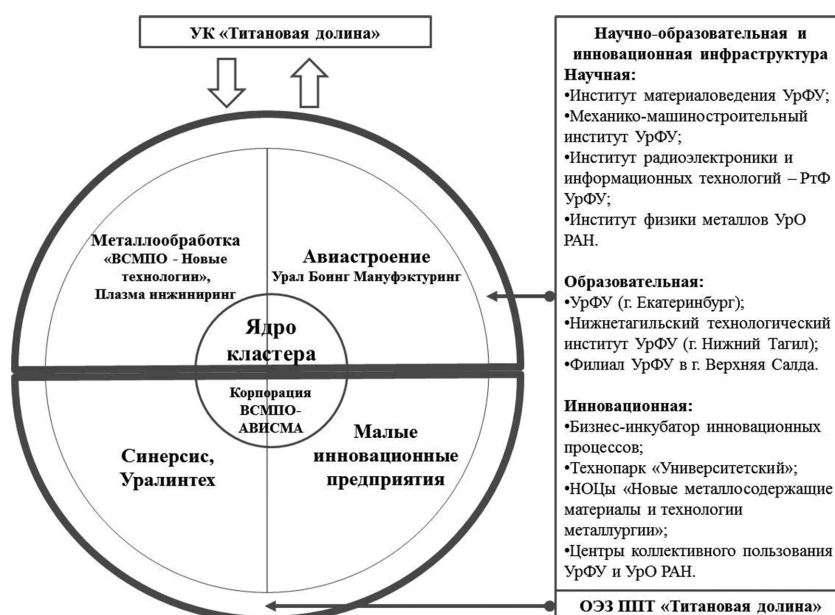 УК «Титановая долина»
Металлообработка
«ВСМПО - Новые
технологии»,
Плазма инжиниринг
Авиастроение
Урал Боинг Мануфэктуринг
Ядро
кластера
Корпорация
ВСМПО-
АВИСМА
Синерсис,
Уралинтех
Малые
инновационные
предприятия
Научно-образовательная и
инновационная инфраструктура
Научная:
•Институт материаловедения УрФУ;
•Механико-машиностроительный
институт УрФУ;
•Институт радиоэлектроники и
информационных технологий – РтФ
УрФУ;
•Институт физики металлов УрО
РАН.
Образовательная:
•УрФУ (г. Екатеринбург);
•Нижнетагильский технологический
институт УрФУ (г. Нижний Тагил);
•Филиал УрФУ в г. Верхняя Салда.
Инновационная:
•Бизнес-инкубатор инновационных
процессов;
•Технопарк «Университетский»;
•НОЦы «Новые металлосодержащие
материалы и технологии
металлургии»;
•Центры коллективного пользования
УрФУ и УрО РАН.
ОЭЗ ППТ «Титановая долина»